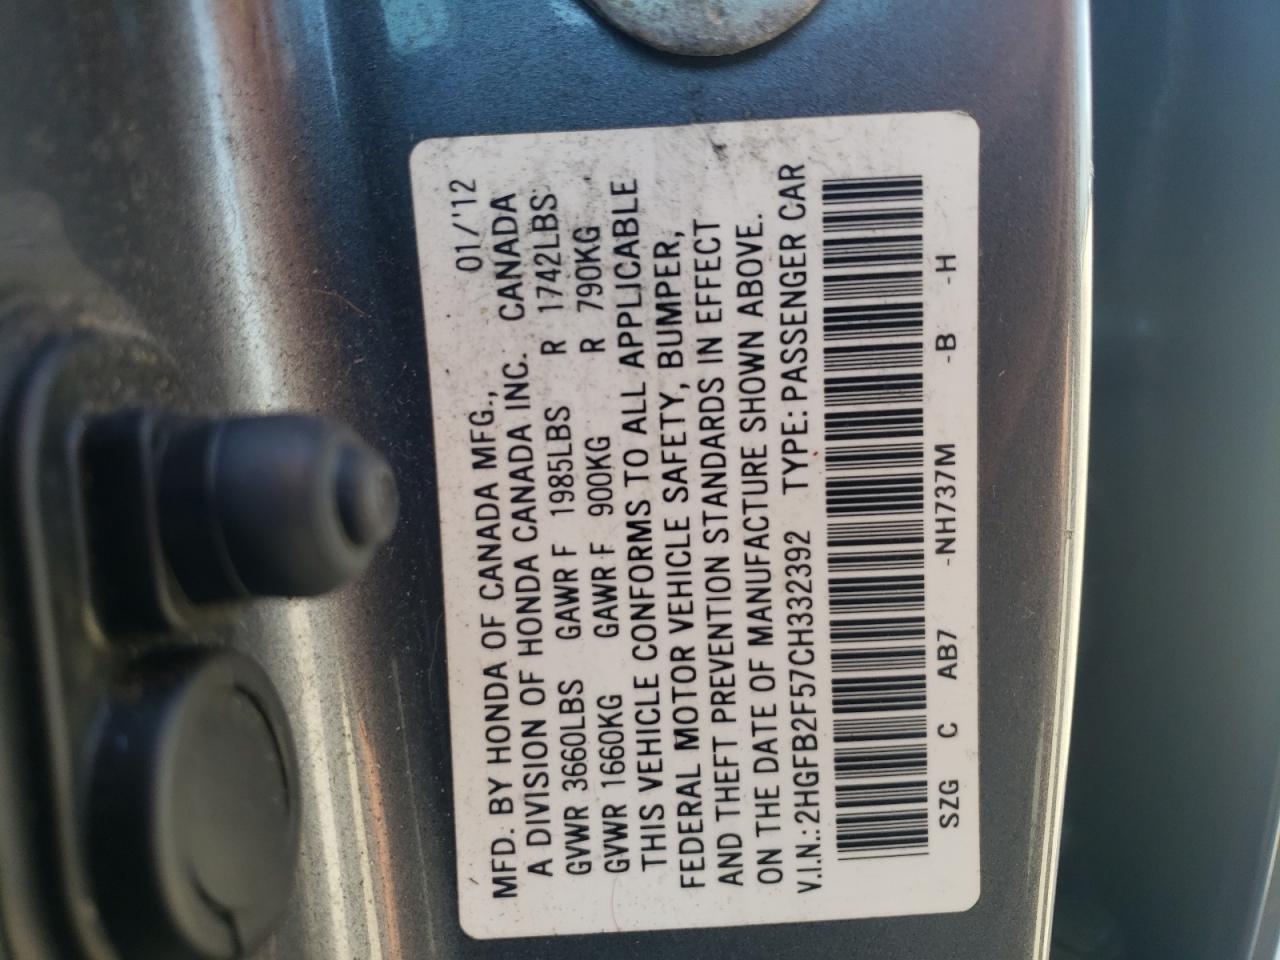 MFD. BY HONDA OF CANADA MFG., 01/'12
A DIVISION OF HONDA CANADA INC. CANADA
GVWR 3660LBS GAWR F 1985LBS R 1742LBS
GVWR 1660KG GAWR F 900KG R 790KG
THIS VEHICLE CONFORMS TO ALL APPLICABLE
FEDERAL MOTOR VEHICLE SAFETY, BUMPER,
AND THEFT PREVENTION STANDARDS IN EFFECT
ON THE DATE OF MANUFACTURE SHOWN ABOVE.
V.I.N.:2HGFB2F57CH332392 TYPE:PASSENGER CAR
SZG C AB7 -NH737M -B -H